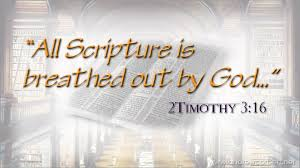 “All Scripture is
breathed out by God...”
2Timothy 3:16